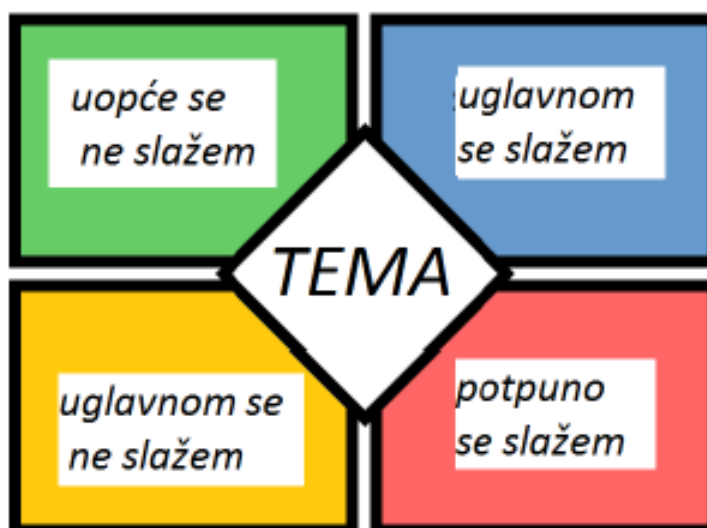 uopće se
ne slažem
uglavnom
se slažem
TEMA
uglavnom se
ne slažem
potpuno
se slažem